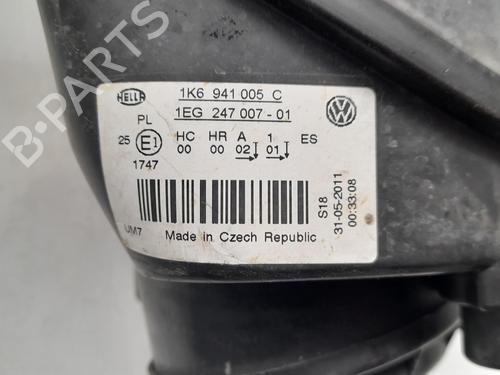 HELLA
1K6 941 005 C
1EG 247 007 - 01
PL HC HR A 1 ES
25 E1 00 00 02 01
1747
UM7
Made in Czech Republic
S18
31-05-2011
00:33:08
VW
B-PARTS